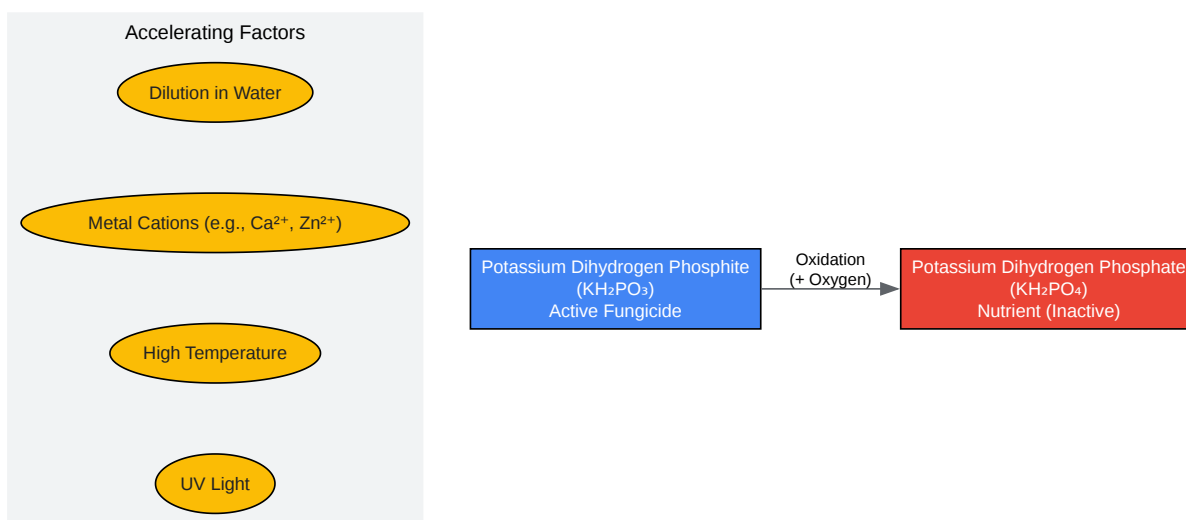 Accelerating Factors
Dilution in Water
Metal Cations (e.g., Ca²⁺, Zn²⁺)
High Temperature
UV Light
Potassium Dihydrogen Phosphite
(KH₂PO₃)
Active Fungicide
Oxidation
(+ Oxygen)
Potassium Dihydrogen Phosphate
(KH₂PO₄)
Nutrient (Inactive)